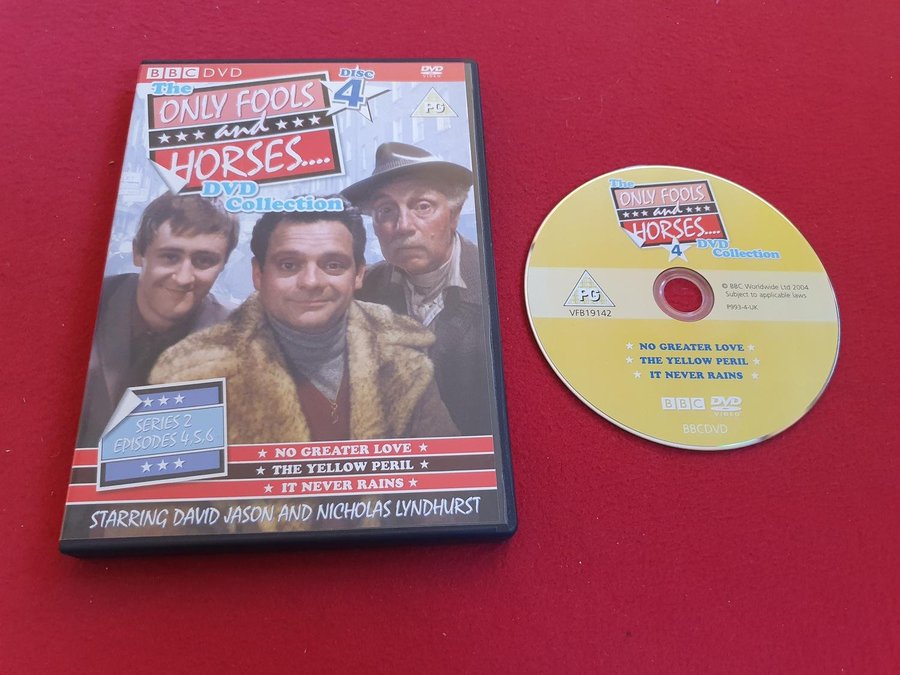 BBC DVD
DVD
VIDEO
The
ONLY FOOLS
and
HORSES....
DVD
Collection
DISC
4
PG
SERIES 2
EPISODES 4,5,6
NO GREATER LOVE
THE YELLOW PERIL
IT NEVER RAINS
STARRING DAVID JASON AND NICHOLAS LYNDHURST
The
ONLY FOOLS
and
HORSES....
4 DVD
Collection
PG
VFB19142
© BBC Worldwide Ltd 2004
Subject to applicable laws
P993-4-UK
NO GREATER LOVE
THE YELLOW PERIL
IT NEVER RAINS
BBC DVD
VIDEO
BBCDVD